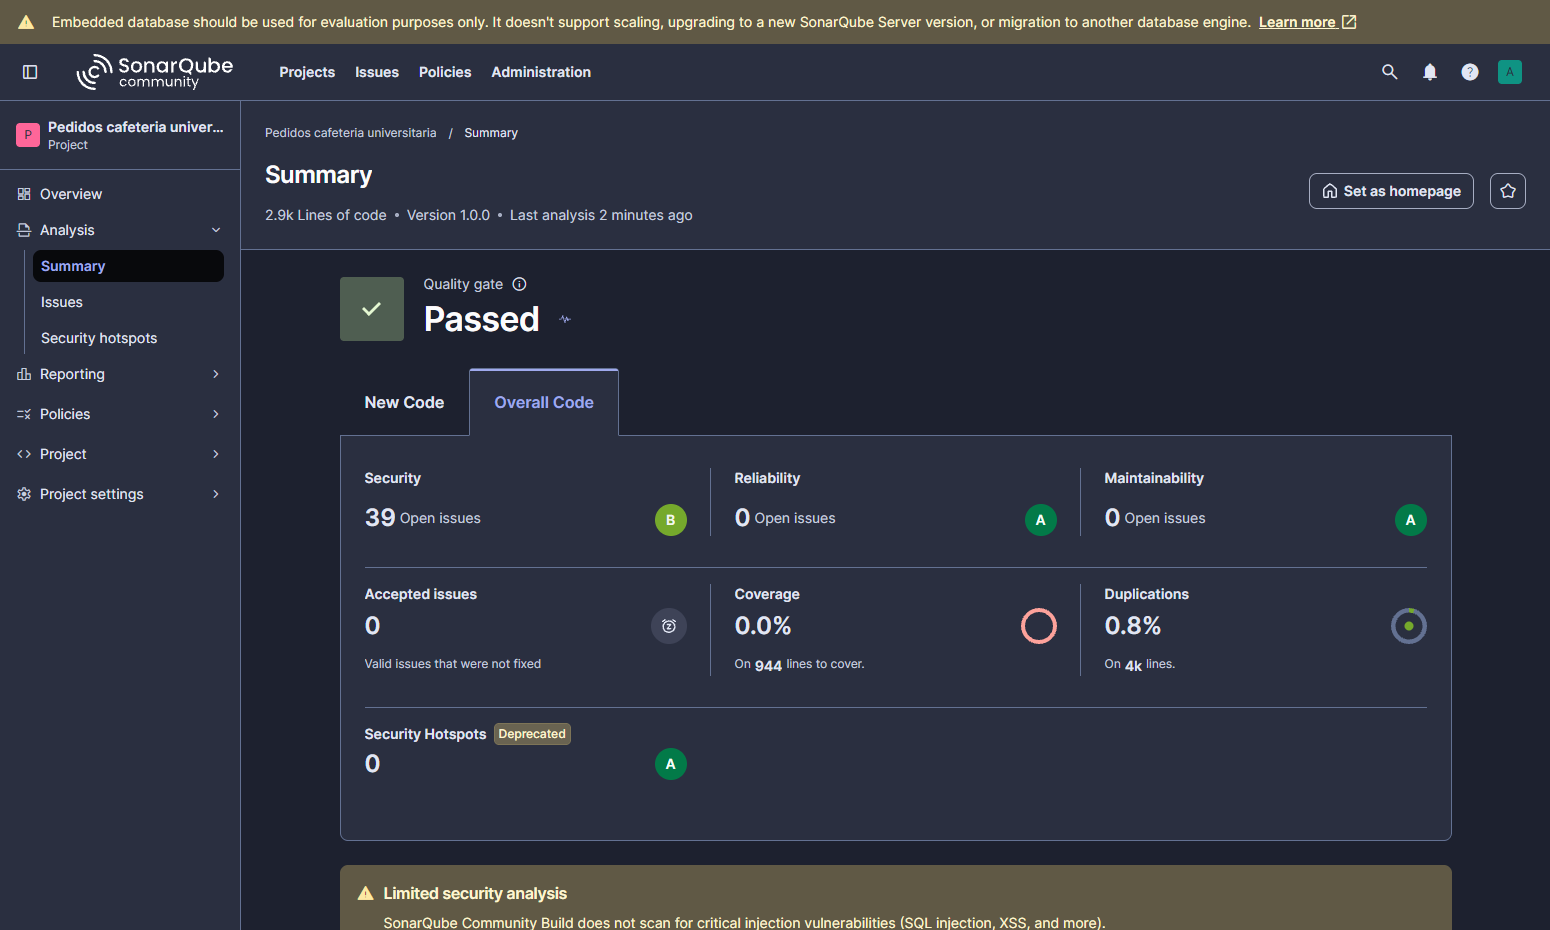 Embedded database should be used for evaluation purposes only. It doesn't support scaling, upgrading to a new SonarQube Server version, or migration to another database engine. Learn more
SonarQube community
Projects
Issues
Policies
Administration
?
A
P
Pedidos cafeteria univer...
Project
Overview
Analysis
Summary
Issues
Security hotspots
Reporting
Policies
Project
Project settings
Pedidos cafeteria universitaria / Summary
Summary
2.9k Lines of code • Version 1.0.0 • Last analysis 2 minutes ago
Set as homepage
Quality gate
Passed
New Code
Overall Code
Security
39 Open issues
B
Reliability
0 Open issues
A
Maintainability
0 Open issues
A
Accepted issues
0
Valid issues that were not fixed
Coverage
0.0%
On 944 lines to cover.
Duplications
0.8%
On 4k lines.
Security Hotspots Deprecated
0
A
Limited security analysis
SonarQube Community Build does not scan for critical injection vulnerabilities (SQL injection, XSS, and more).